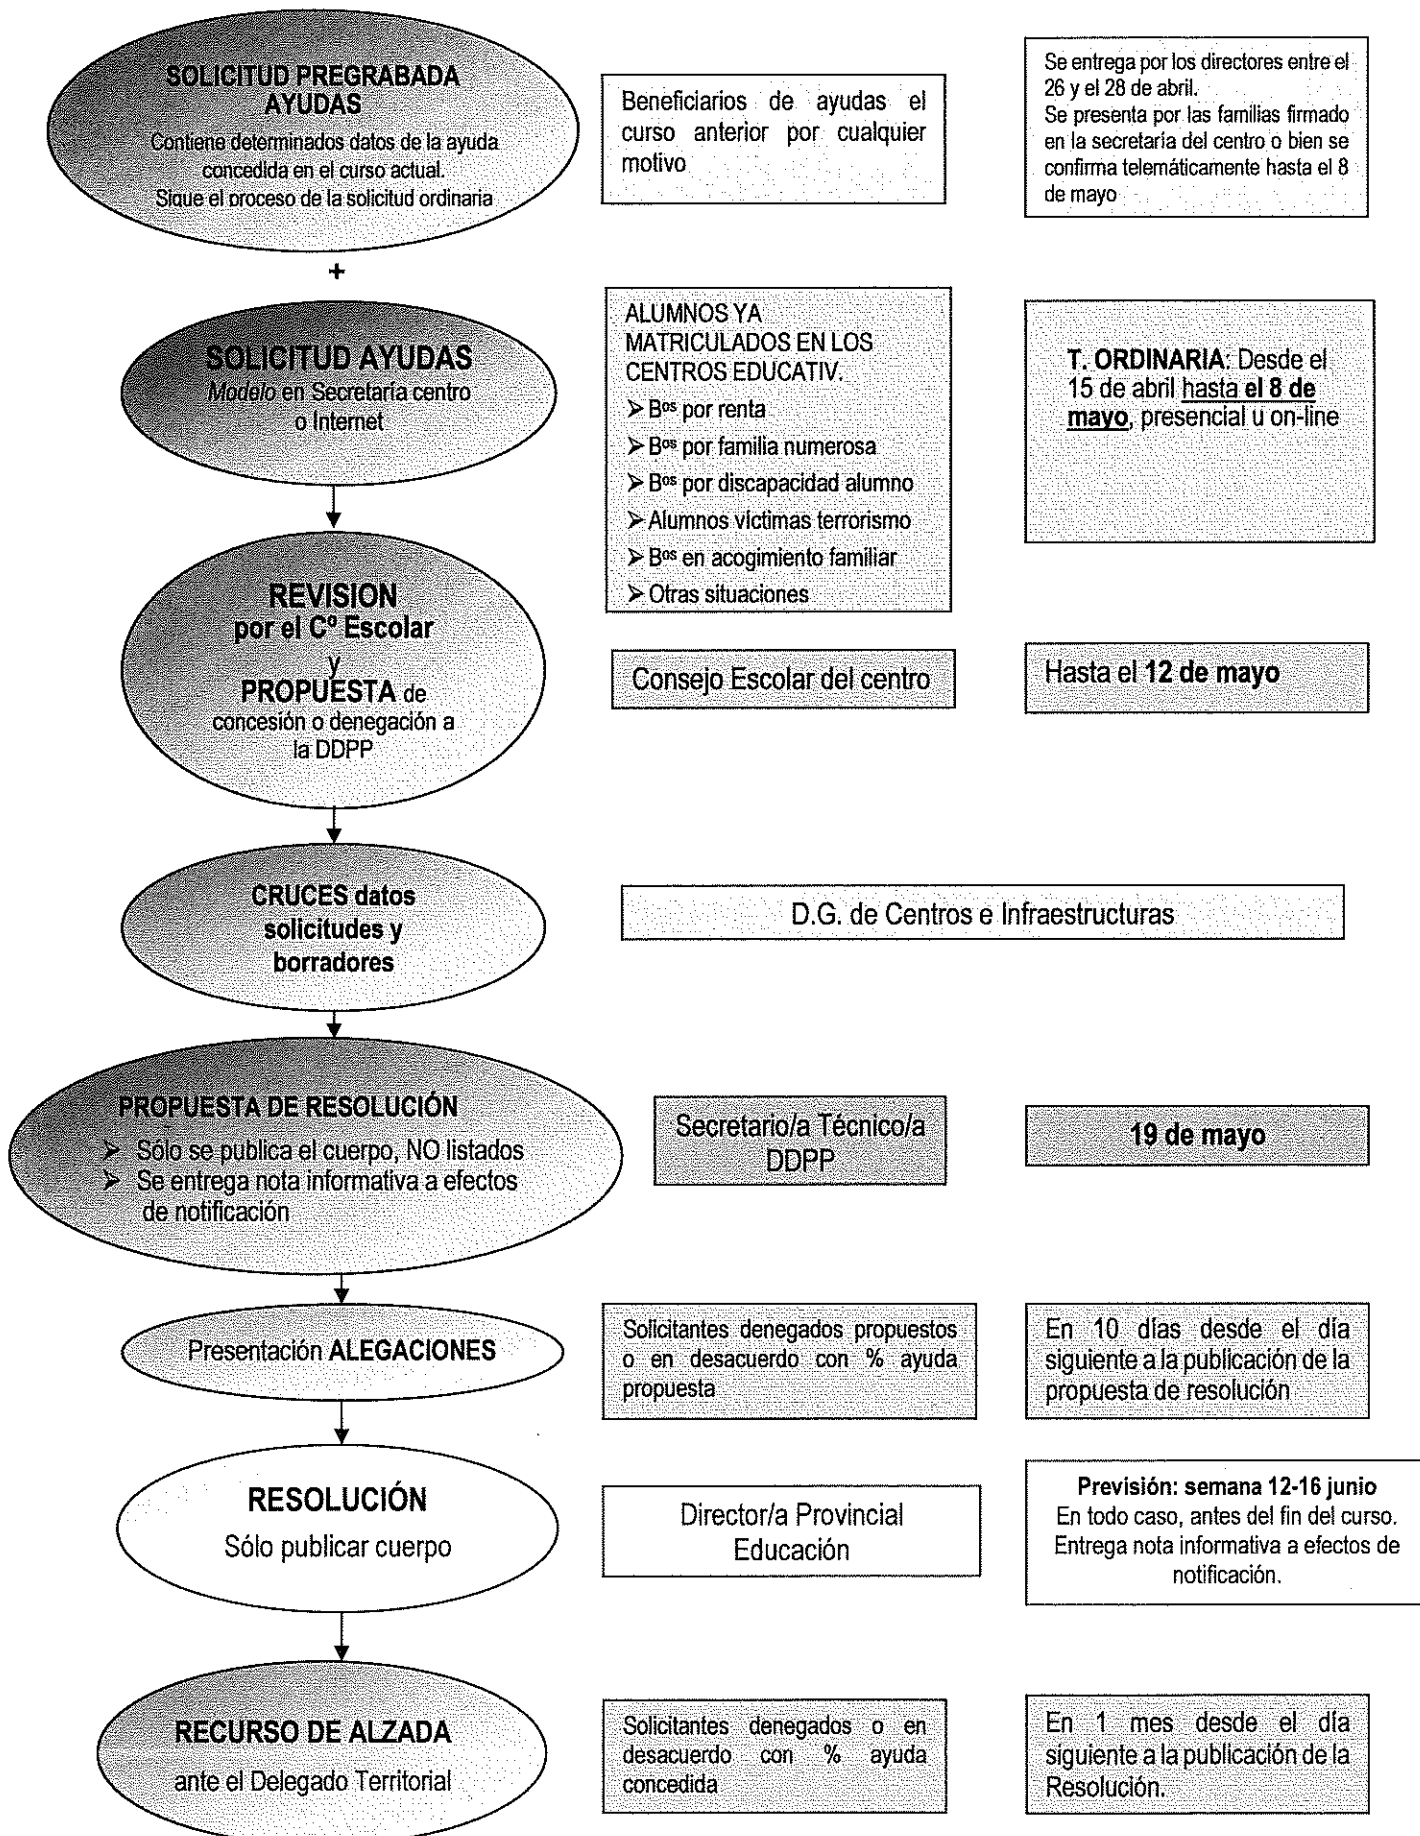 SOLICITUD PREGRABADA
AYUDAS
Contiene determinados datos de la ayuda
concedida en el curso actual.
Sigue el proceso de la solicitud ordinaria
Beneficiarios de ayudas el
curso anterior por cualquier
motivo
Se entrega por los directores entre el
26 y el 28 de abril.
Se presenta por las familias firmado
en la secretaría del centro o bien se
confirma telemáticamente hasta el 8
de mayo
+
SOLICITUD AYUDAS
Modelo en Secretaría centro
o Internet
ALUMNOS YA
MATRICULADOS EN LOS
CENTROS EDUCATIV.
➢ Bos por renta
➢ Bos por familia numerosa
➢ Bos por discapacidad alumno
➢ Alumnos víctimas terrorismo
➢ Bos en acogimiento familiar
➢ Otras situaciones
T. ORDINARIA: Desde el
15 de abril hasta el 8 de
mayo, presencial u on-line
REVISION
por el Cº Escolar
y
PROPUESTA de
concesión o denegación a
la DDPP
Consejo Escolar del centro
Hasta el 12 de mayo
CRUCES datos
solicitudes y
borradores
D.G. de Centros e Infraestructuras
PROPUESTA DE RESOLUCIÓN
➢ Sólo se publica el cuerpo, NO listados
➢ Se entrega nota informativa a efectos
de notificación
Secretario/a Técnico/a
DDPP
19 de mayo
Presentación ALEGACIONES
Solicitantes denegados propuestos
o en desacuerdo con % ayuda
propuesta
En 10 días desde el día
siguiente a la publicación de la
propuesta de resolución
RESOLUCIÓN
Sólo publicar cuerpo
Director/a Provincial
Educación
Previsión: semana 12-16 junio
En todo caso, antes del fin del curso.
Entrega nota informativa a efectos de
notificación.
RECURSO DE ALZADA
ante el Delegado Territorial
Solicitantes denegados o en
desacuerdo con % ayuda
concedida
En 1 mes desde el día
siguiente a la publicación de la
Resolución.